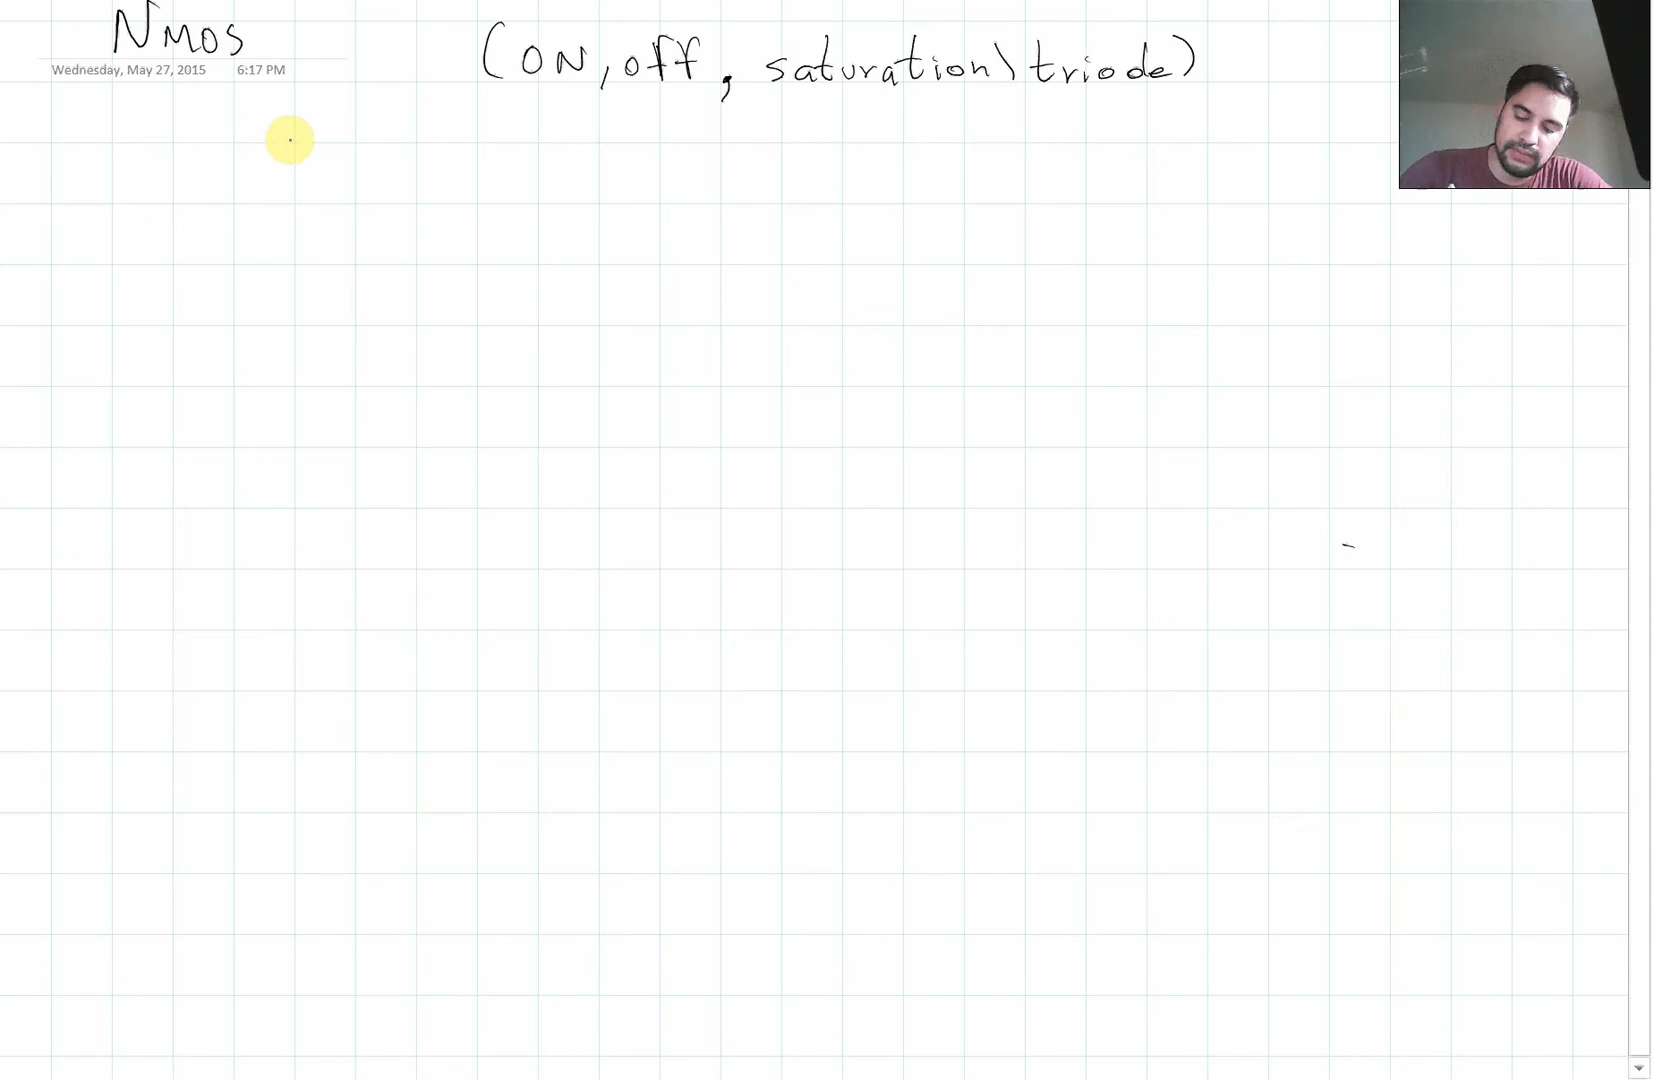 NMOS
(ON, off, saturation\triode)
Wednesday, May 27, 2015 6:17 PM